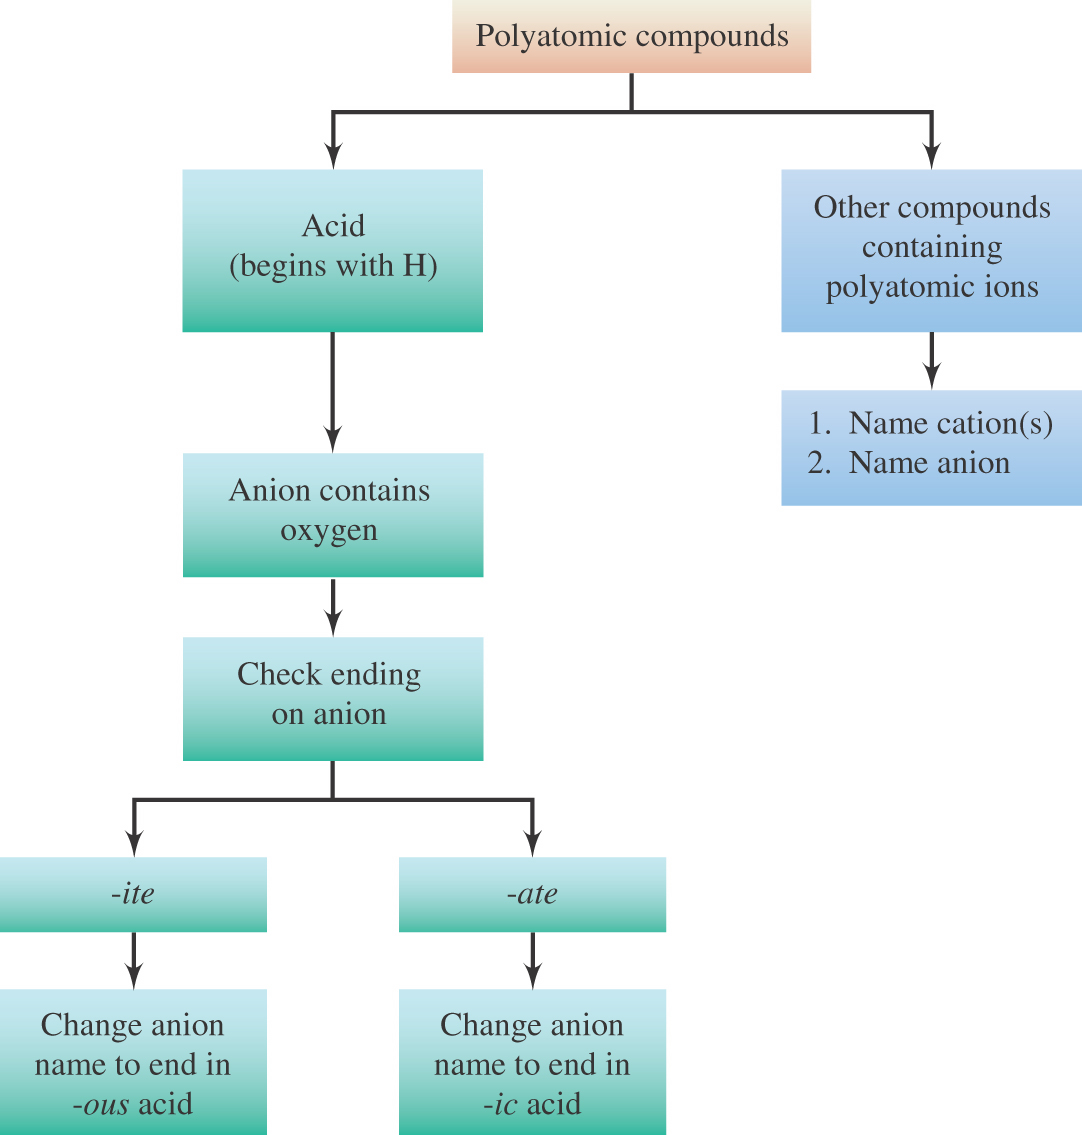 Polyatomic compounds
Acid
(begins with H)
Other compounds
containing
polyatomic ions
1. Name cation(s)
2. Name anion
Anion contains
oxygen
Check ending
on anion
-ite
-ate
Change anion
name to end in
-ous acid
Change anion
name to end in
-ic acid